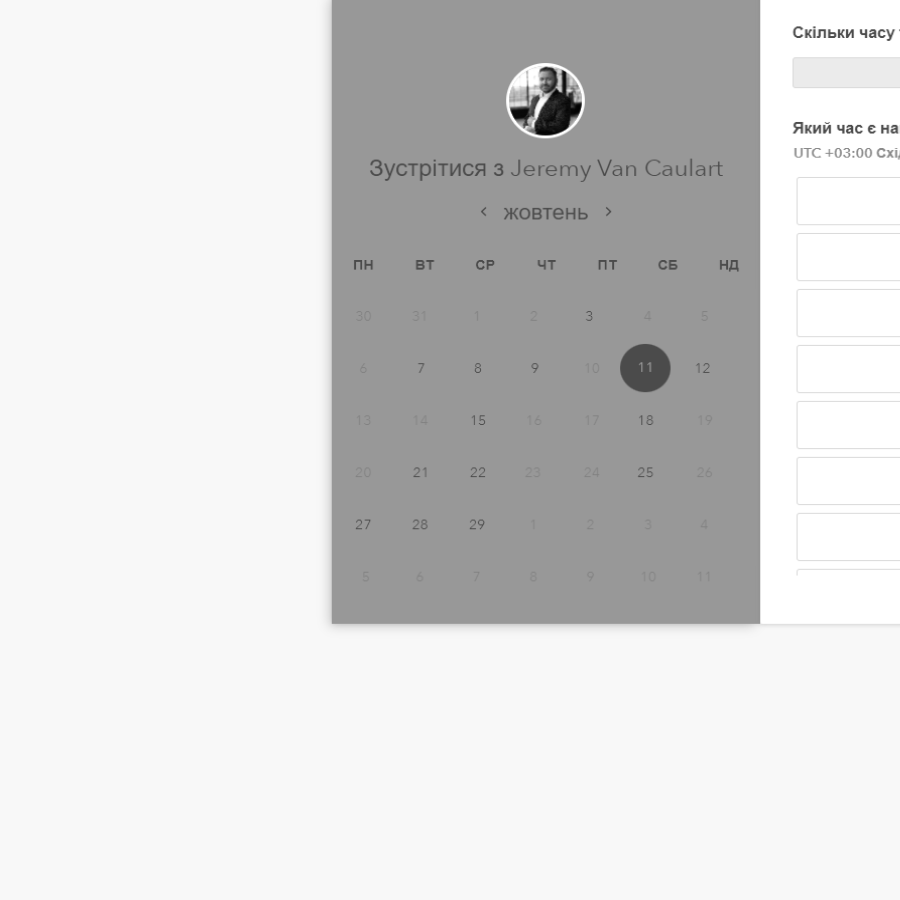 Зустрітися з Jeremy Van Caulart
жовтень
ПН ВТ СР ЧТ ПТ СБ НД
30 31 1 2 3 4 5
6 7 8 9 10 11 12
13 14 15 16 17 18 19
20 21 22 23 24 25 26
27 28 29 1 2 3 4
5 6 7 8 9 10 11
Скільки часу
Який час є на
UTC +03:00 Схі